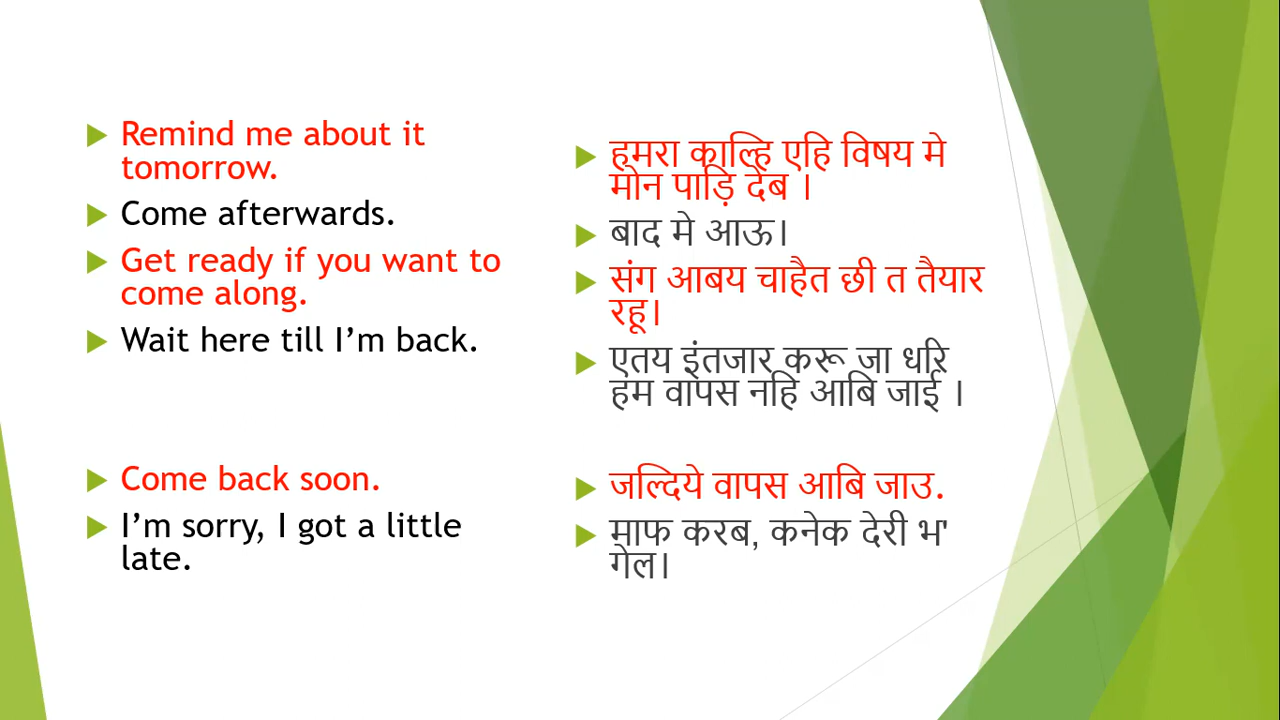 Remind me about it
tomorrow.
Come afterwards.
Get ready if you want to
come along.
Wait here till I'm back.
Come back soon.
I'm sorry, I got a little
late.
हमरा काल्हि एहि विषय मे
मोन पाड़ि देब ।
बाद मे आऊ।
संग आबय चाहैत छी त तैयार
रहू।
एतय इंतजार करू जा धरि
हम वापस नहि आबि जाई ।
जल्दिये वापस आबि जाउ.
माफ करब, कनेक देरी भ'
गेल।